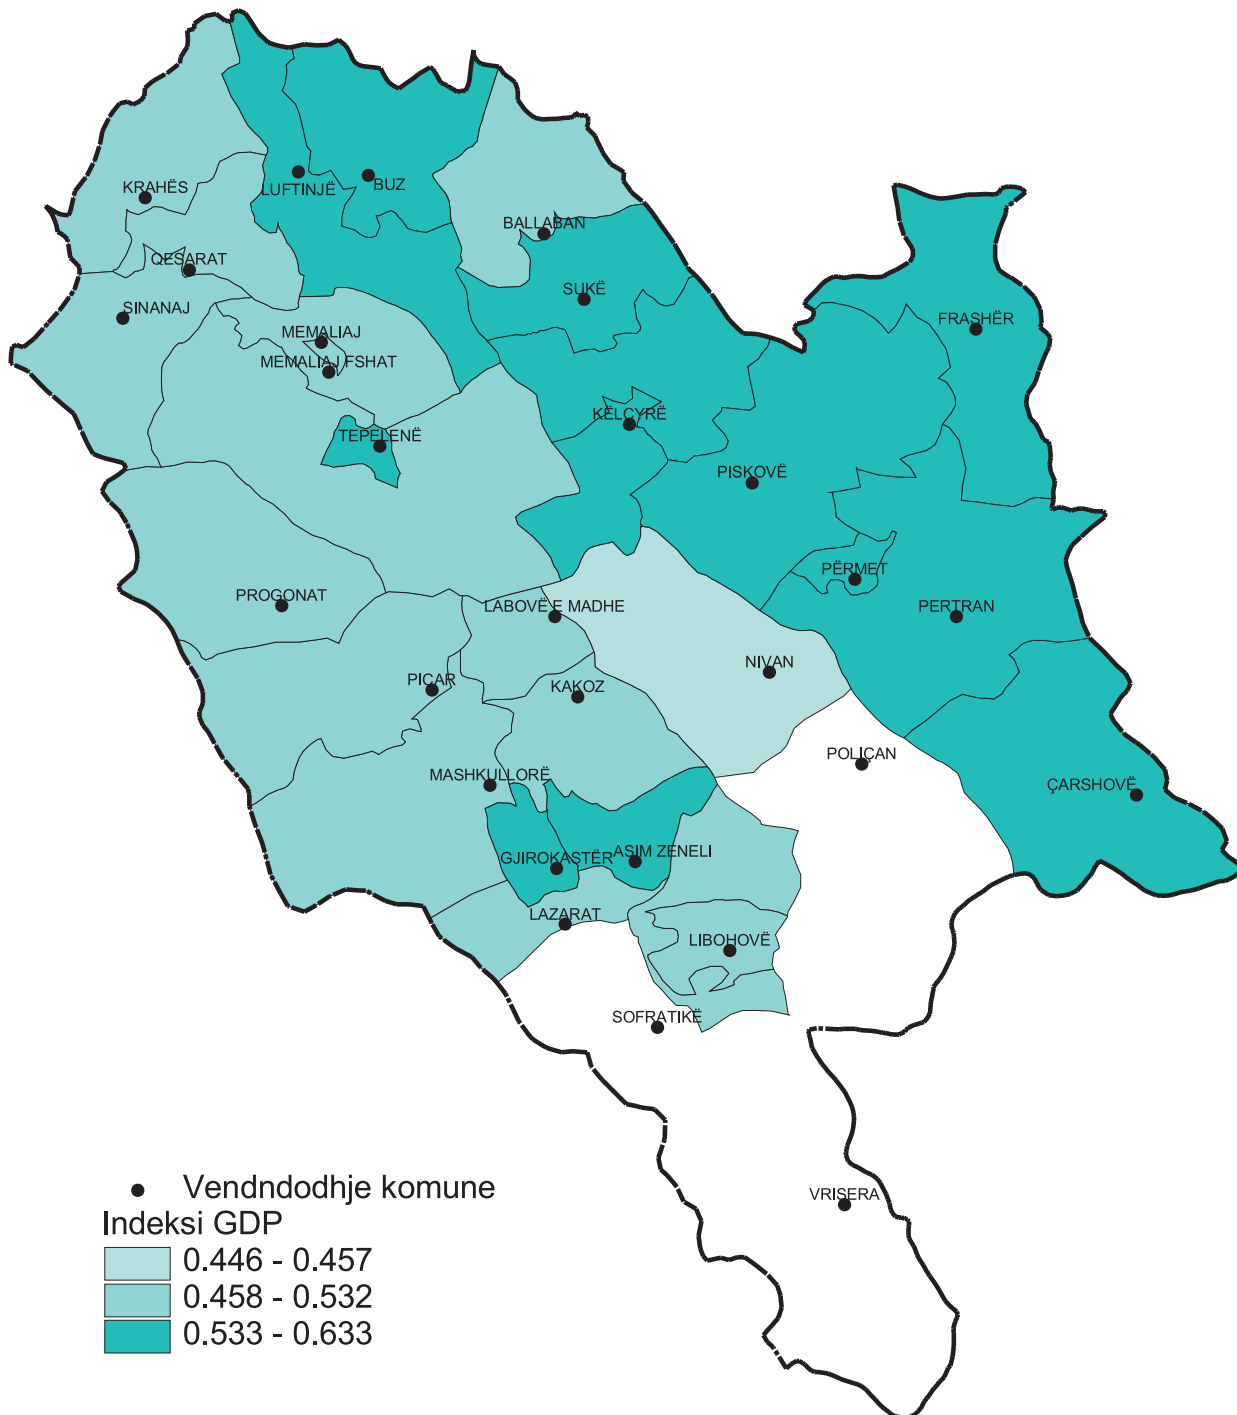 KRAHËS
LUFTINJË
BUZ
BALLABAN
QESARAT
SUKË
SINANAJ
FRASHËR
MEMALIAJ
MEMALIAJ FSHAT
KËLCYRË
TEPELENË
PISKOVË
PËRMET
PROGONAT
LABOVË E MADHE
PERTRAN
NIVAN
PICAR
KAKOZ
POLIÇAN
MASHKULLORË
ÇARSHOVË
GJIROKASTËR
ASIM ZENELI
LAZARAT
LIBOHOVË
SOFRATIKË
VRISERA
Vendndodhje komune
Indeksi GDP
0.446 - 0.457
0.458 - 0.532
0.533 - 0.633